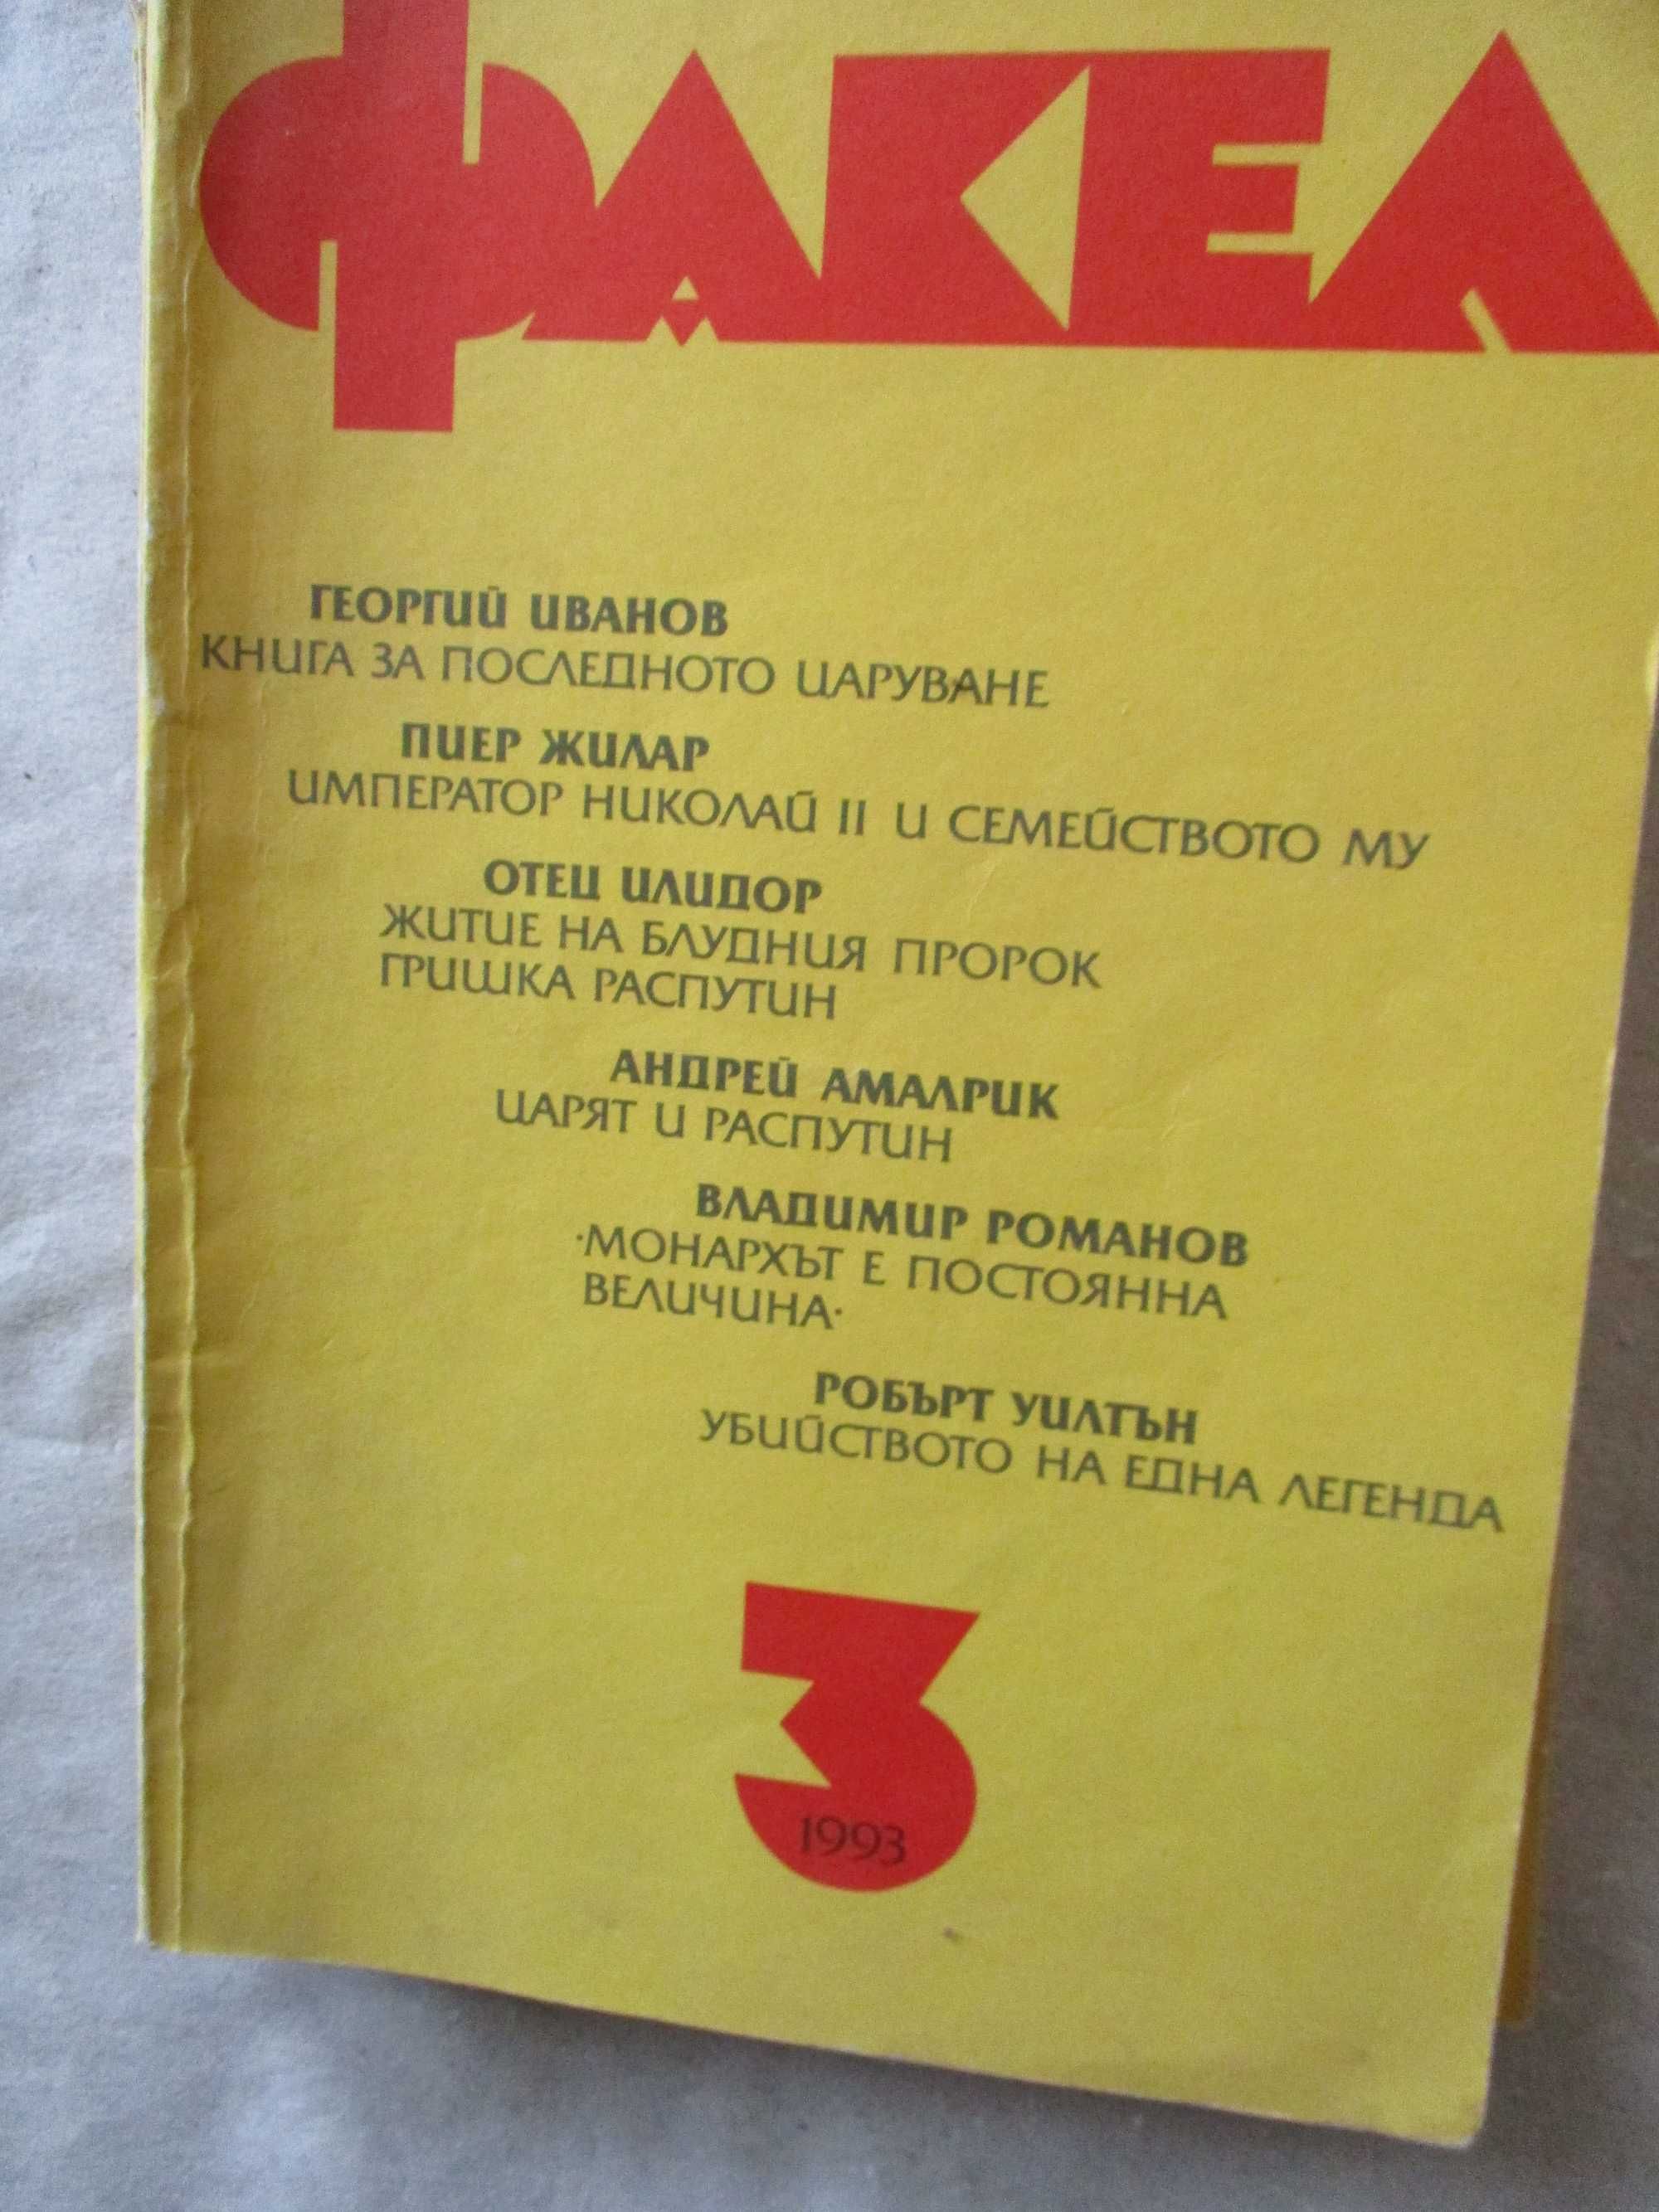 ФАКЕЛ
ГЕОРГИЙ ИВАНОВ
КНИГА ЗА ПОСЛЕДНОТО ЦАРУВАНЕ
ПИЕР ЖИЛАР
ИМПЕРАТОР НИКОЛАЙ II И СЕМЕЙСТВОТО МУ
ОТЕЦ ИЛИДОР
ЖИТИЕ НА БЛУДНИЯ ПРОРОК
ГРИШКА РАСПУТИН
АНДРЕЙ АМАЛРИК
ЦАРЯТ И РАСПУТИН
ВЛАДИМИР РОМАНОВ
·МОНАРХЪТ Е ПОСТОЯННА
ВЕЛИЧИНА·
РОБЪРТ УИЛТЪН
УБИЙСТВОТО НА ЕДНА ЛЕГЕНДА
3
1993